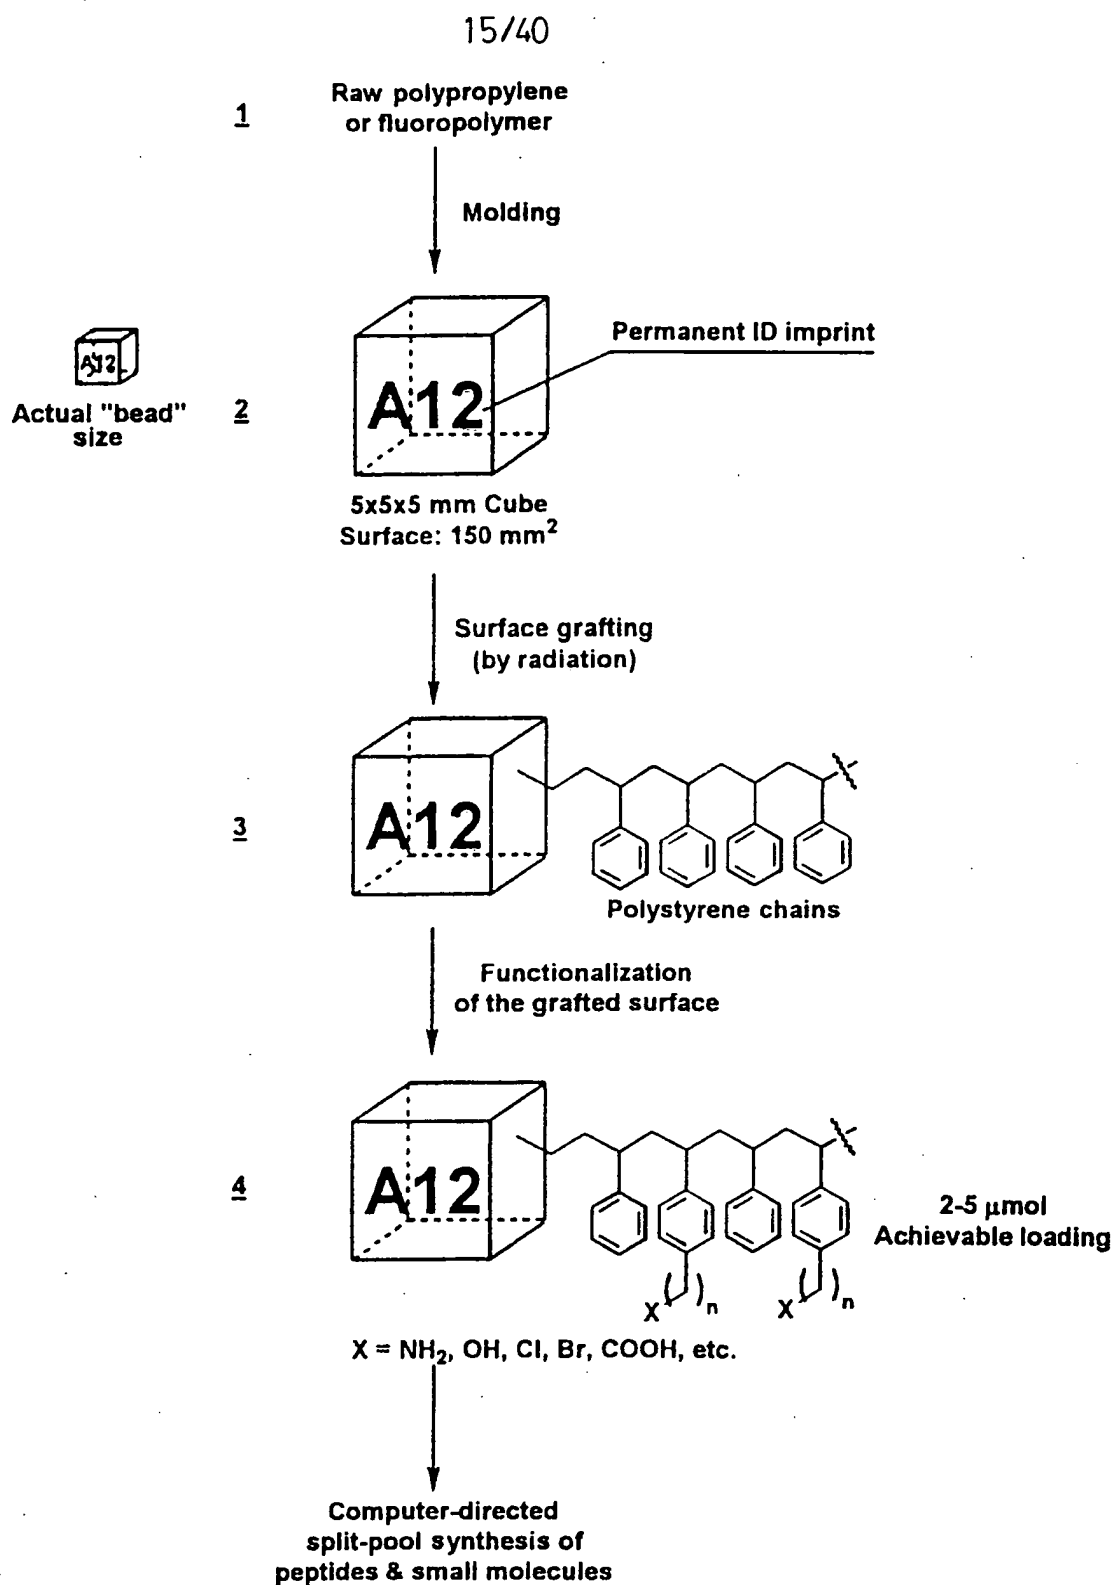 15/40
1
Raw polypropylene
or fluoropolymer
Molding
Permanent ID imprint
A12
Actual "bead"
size
2
A12
5x5x5 mm Cube
Surface: 150 mm²
Surface grafting
(by radiation)
3
A12
Polystyrene chains
Functionalization
of the grafted surface
4
A12
2-5 µmol
Achievable loading
X ( )n
X ( )n
X = NH₂, OH, Cl, Br, COOH, etc.
Computer-directed
split-pool synthesis of
peptides & small molecules